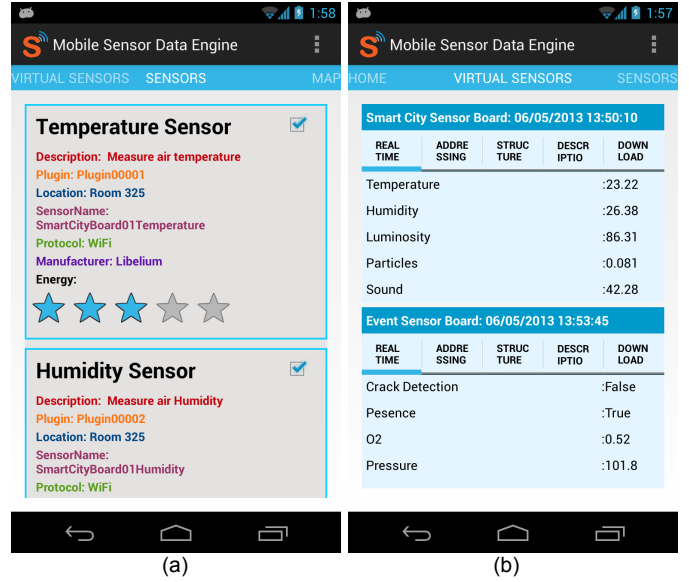 1:58
S Mobile Sensor Data Engine
VIRTUAL SENSORS SENSORS MAP
Temperature Sensor
Description: Measure air temperature
Plugin: Plugin00001
Location: Room 325
SensorName:
SmartCityBoard01Temperature
Protocol: WiFi
Manufacturer: Libelium
Energy:
Humidity Sensor
Description: Measure air Humidity
Plugin: Plugin00002
Location: Room 325
SensorName:
SmartCityBoard01Humidity
Protocol: WiFi
(a)
1:57
S Mobile Sensor Data Engine
HOME VIRTUAL SENSORS SENSORS
Smart City Sensor Board: 06/05/2013 13:50:10
REAL ADDRE STRUC DESCR DOWN
TIME SSING TURE IPTIO LOAD
Temperature :23.22
Humidity :26.38
Luminosity :86.31
Particles :0.081
Sound :42.28
Event Sensor Board: 06/05/2013 13:53:45
REAL ADDRE STRUC DESCR DOWN
TIME SSING TURE IPTIO LOAD
Crack Detection :False
Pesence :True
O2 :0.52
Pressure :101.8
(b)